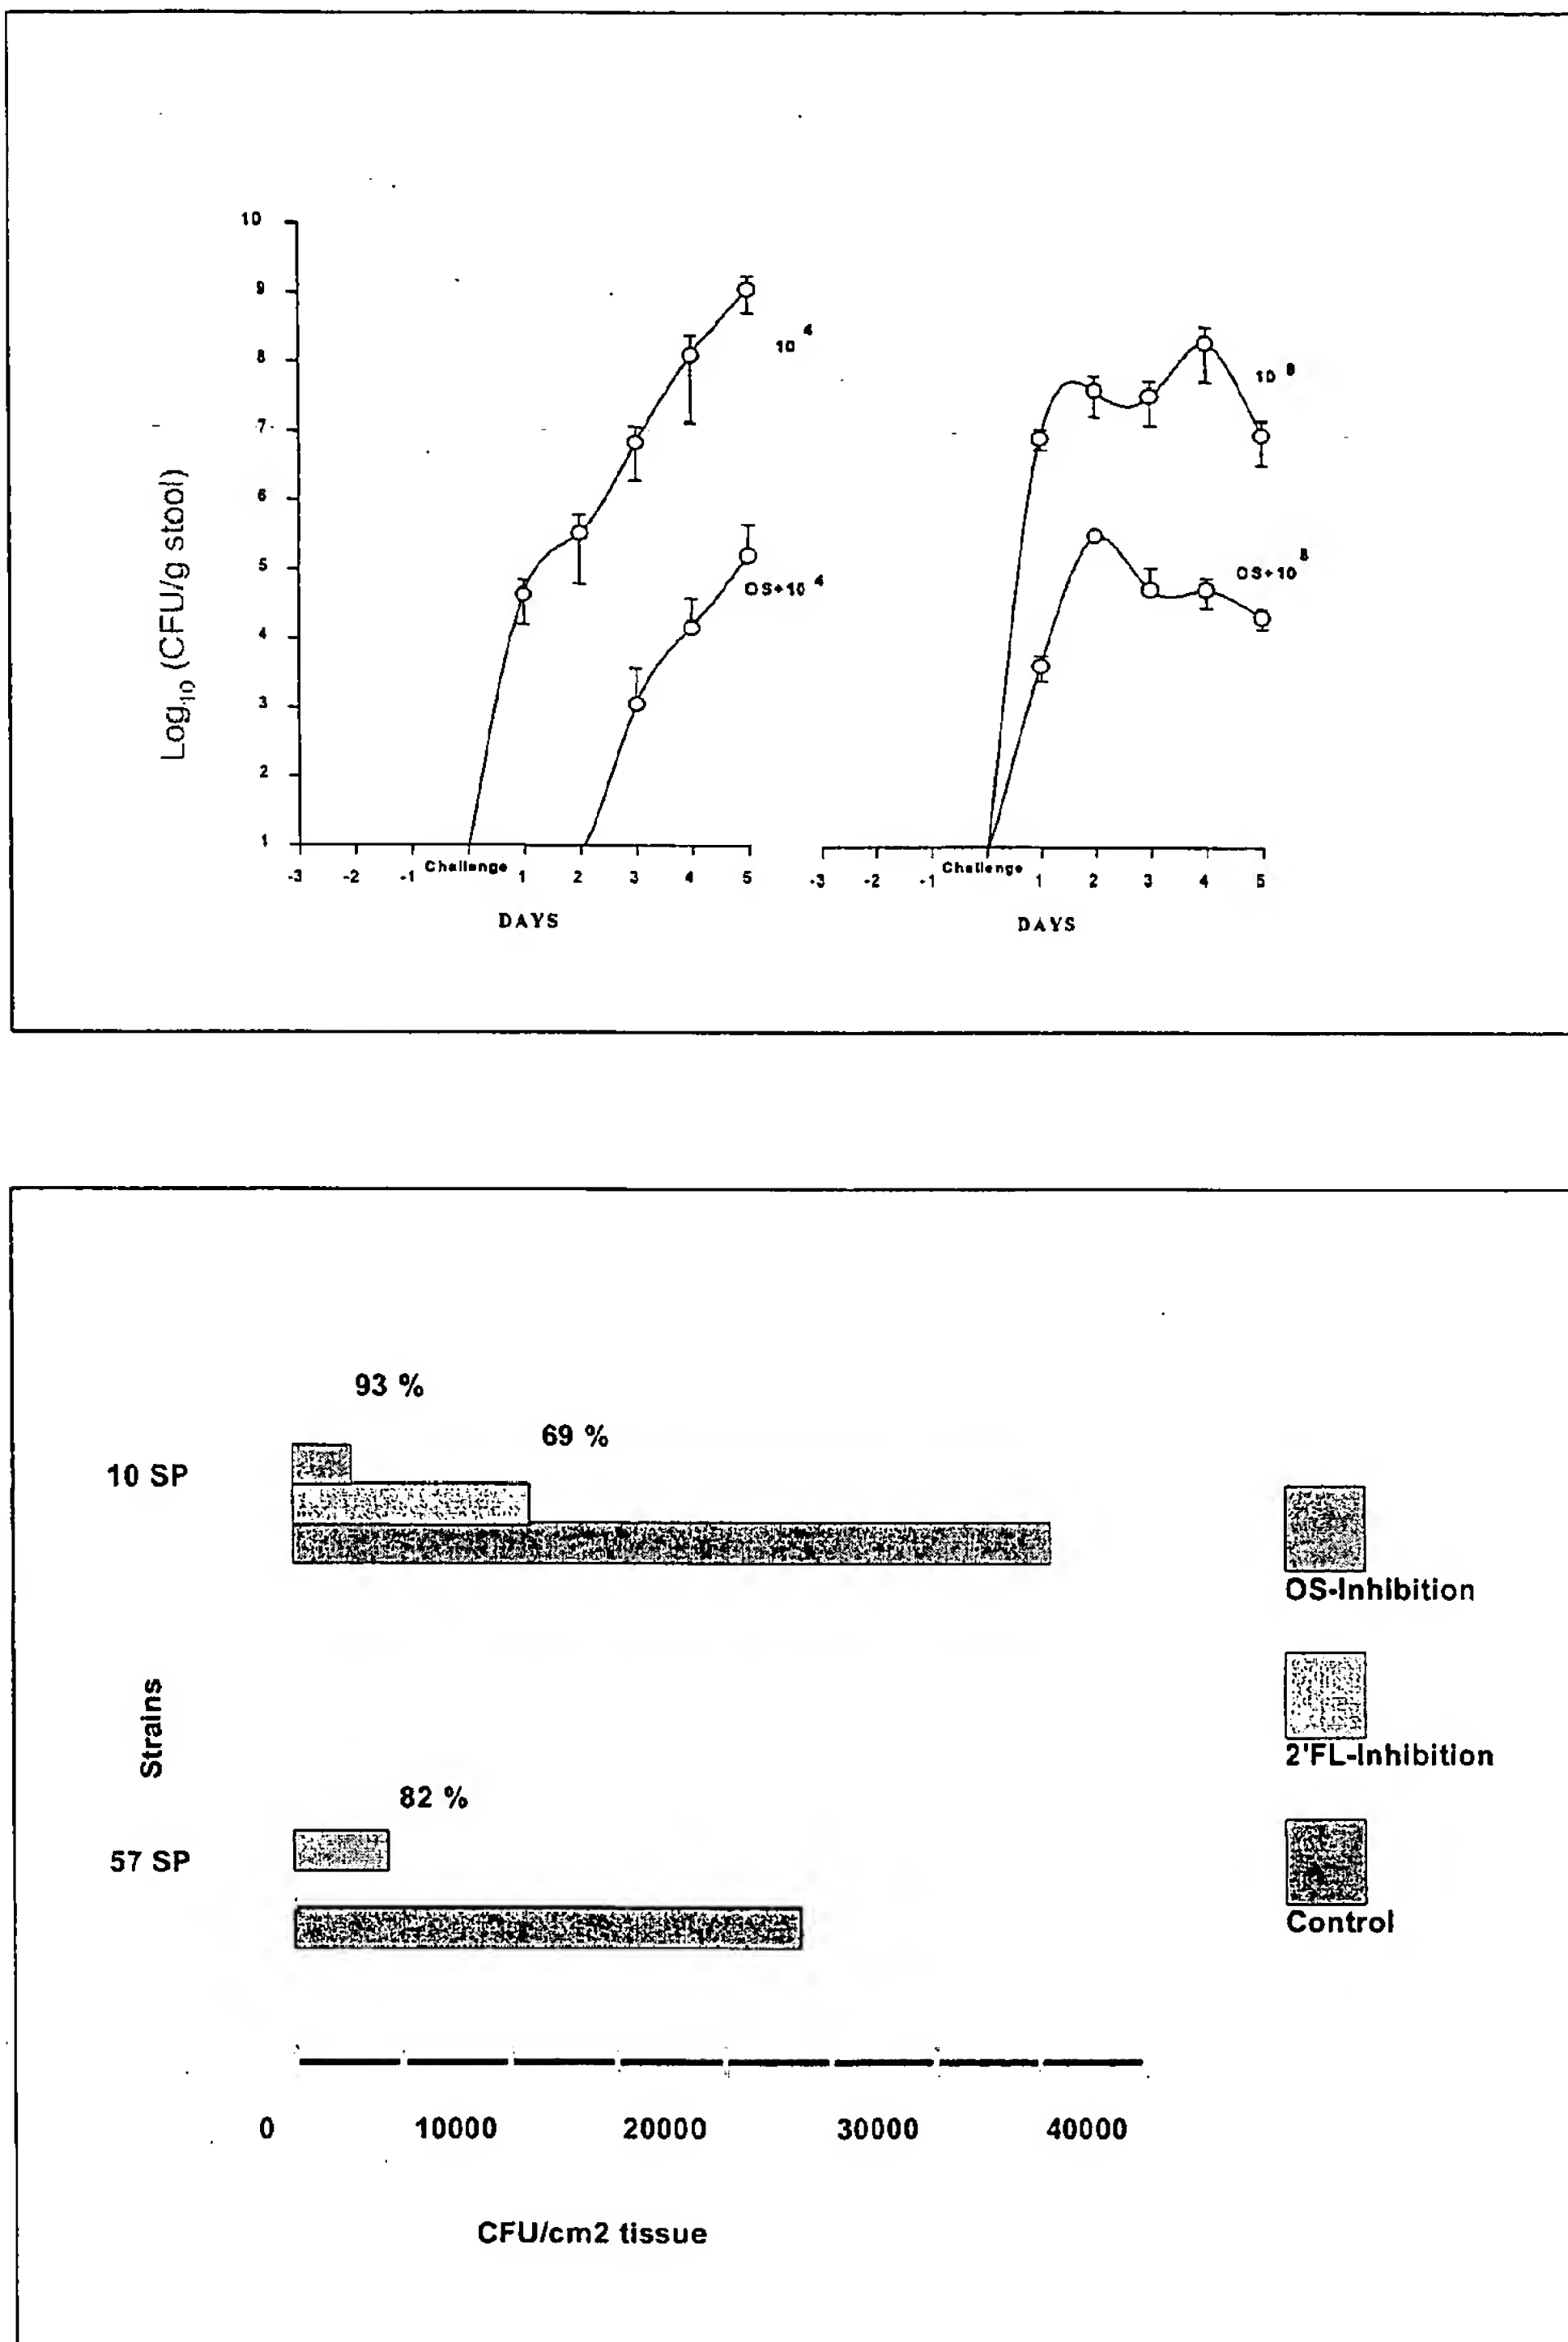 10
9
8
7
6
5
4
3
2
1
Log10 (CFU/g stool)
10 4
OS+10 4
-3 -2 -1 Challenge 1 2 3 4 5
DAYS
10 8
OS+10 8
-3 -2 -1 Challenge 1 2 3 4 5
DAYS
93 %
69 %
10 SP
82 %
57 SP
Strains
OS-Inhibition
2'FL-Inhibition
Control
0 10000 20000 30000 40000
CFU/cm2 tissue